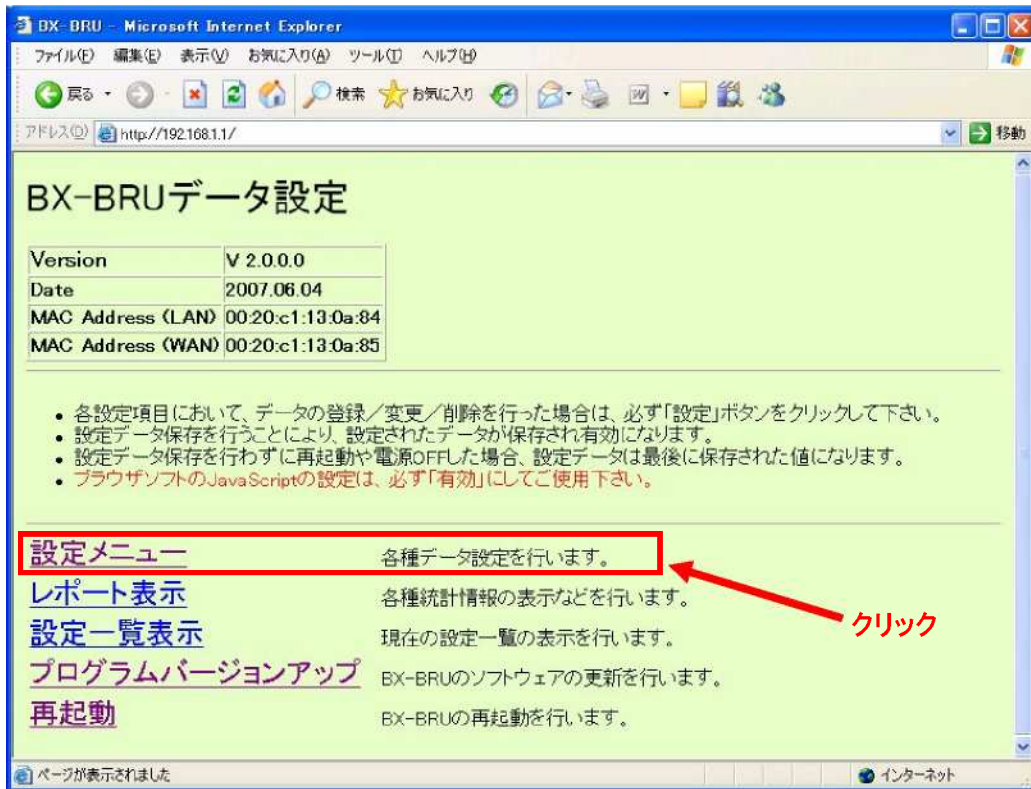 BX-BRU - Microsoft Internet Explorer
ファイル(F) 編集(E) 表示(V) お気に入り(A) ツール(T) ヘルプ(H)
戻る 検索 お気に入り
アドレス(D) http://192.168.1.1/ 移動
BX-BRUデータ設定
Version V 2.0.0.0
Date 2007.06.04
MAC Address (LAN) 00:20:c1:13:0a:84
MAC Address (WAN) 00:20:c1:13:0a:85
• 各設定項目において、データの登録／変更／削除を行った場合は、必ず「設定」ボタンをクリックして下さい。
• 設定データ保存を行うことにより、設定されたデータが保存され有効になります。
• 設定データ保存を行わずに再起動や電源OFFした場合、設定データは最後に保存された値になります。
• ブラウザソフトのJavaScriptの設定は、必ず「有効」にしてご使用下さい。
設定メニュー 各種データ設定を行います。
レポート表示 各種統計情報の表示などを行います。
クリック
設定一覧表示 現在の設定一覧の表示を行います。
プログラムバージョンアップ BX-BRUのソフトウェアの更新を行います。
再起動 BX-BRUの再起動を行います。
ページが表示されました インターネット